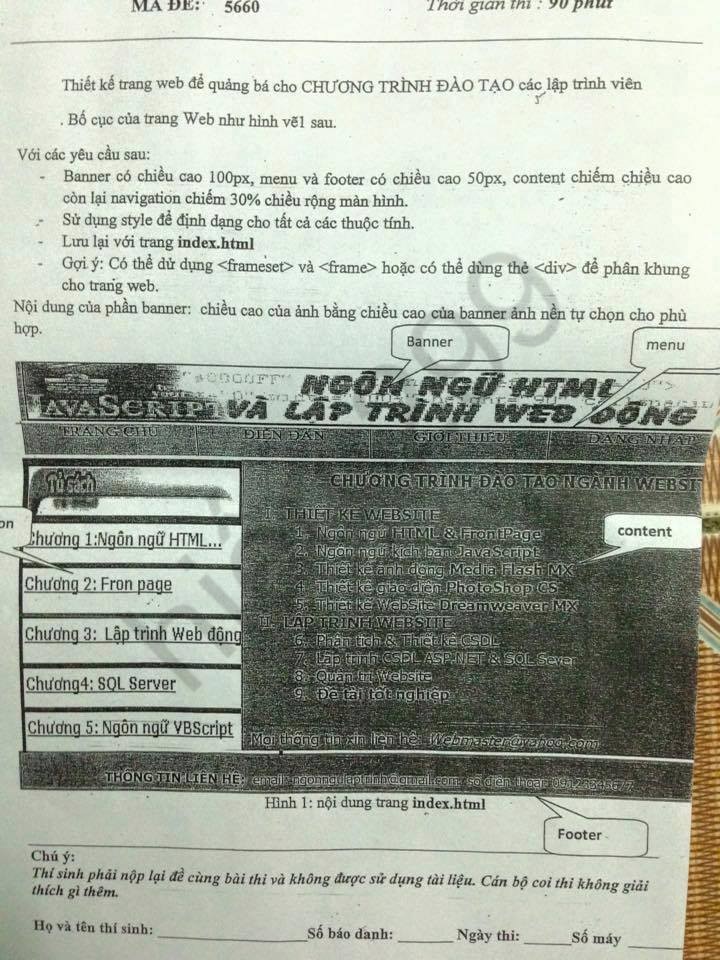 MÃ ĐỀ: 5660 Thời gian thi : 90 phút
Thiết kế trang web để quảng bá cho CHƯƠNG TRÌNH ĐÀO TẠO các lập trình viên
. Bố cục của trang Web như hình vẽ1 sau.
Với các yêu cầu sau:
- Banner có chiều cao 100px, menu và footer có chiều cao 50px, content chiếm chiều cao
còn lại navigation chiếm 30% chiều rộng màn hình.
- Sử dụng style để định dạng cho tất cả các thuộc tính.
- Lưu lại với trang index.html
- Gợi ý: Có thể dử dụng <frameset> và <frame> hoặc có thể dùng thẻ <div> để phân khung
cho trang web.
Nội dung của phần banner: chiều cao của ảnh bằng chiều cao của banner ảnh nền tự chọn cho phù
hợp.
Banner
menu
"#0000FF"
NGÔN NGỮ HTML
JAVASCRIPT VÀ LẬP TRÌNH WEB ĐỘNG
TRANG CHỦ DIỄN ĐÀN GIỚI THIỆU ĐĂNG NHẬP
Tủ sách
CHƯƠNG TRÌNH ĐÀO TẠO NGÀNH WEBSIT
I. THIẾT KẾ WEBSITE
on
content
Chương 1:Ngôn ngữ HTML...
1. Ngôn ngữ HTML & FrontPage
2. Ngôn ngữ kịch bản JavaScript
3. Thiết kế ảnh động Media Flash MX
Chương 2: Fron page
4. Thiết kế giao diện PhotoShop CS
5. Thiết kế WebSite Dreamweaver MX
II. LẬP TRÌNH WEBSITE
Chương 3: Lập trình Web động
6. Phân tích & Thiết kế CSDL
7. Lập trình CSDL ASP.NET & SQL Sever
Chương4: SQL Server
8. Quản trị Website
9. Đề tài tốt nghiệp
Chương 5: Ngôn ngữ VBScript
Mọi thông tin xin liên hệ: Webmaster@yahoo.com
THÔNG TIN LIÊN HỆ: email: ngonngulaptrinh@gmail.com số điện thoại
Hình 1: nội dung trang index.html
Footer
Chú ý:
Thí sinh phải nộp lại đề cùng bài thi và không được sử dụng tài liệu. Cán bộ coi thi không giải
thích gì thêm.
Họ và tên thí sinh: Số báo danh: Ngày thi: Số máy